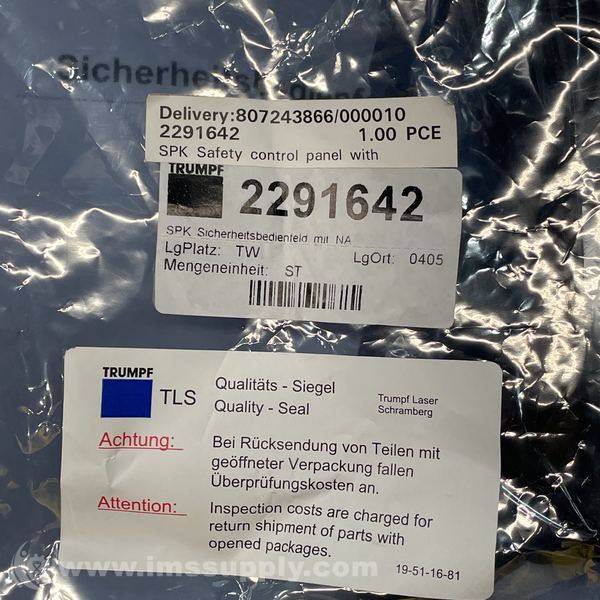 Delivery:807243866/000010
2291642 1.00 PCE
SPK Safety control panel with
TRUMPF
2291642
SPK Sicherheitsbedienfeld mit NA
LgPlatz: TW LgOrt: 0405
Mengeneinheit: ST
TRUMPF
TLS
Qualitäts - Siegel
Quality - Seal
Trumpf Laser
Schramberg
Achtung:
Bei Rücksendung von Teilen mit
geöffneter Verpackung fallen
Überprüfungskosten an.
Attention:
Inspection costs are charged for
return shipment of parts with
opened packages.
19-51-16-81
www.imssupply.com